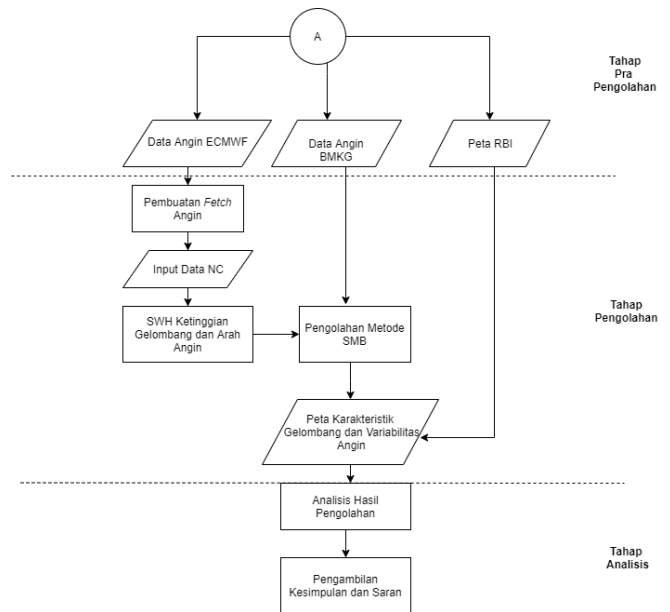 A
Tahap
Pra
Pengolahan
Data Angin ECMWF
Data Angin
BMKG
Peta RBI
Pembuatan Fetch
Angin
Input Data NC
SWH Ketinggian
Gelombang dan Arah
Angin
Pengolahan Metode
SMB
Tahap
Pengolahan
Peta Karakteristik
Gelombang dan Variabilitas
Angin
Analisis Hasil
Pengolahan
Tahap
Analisis
Pengambilan
Kesimpulan dan Saran